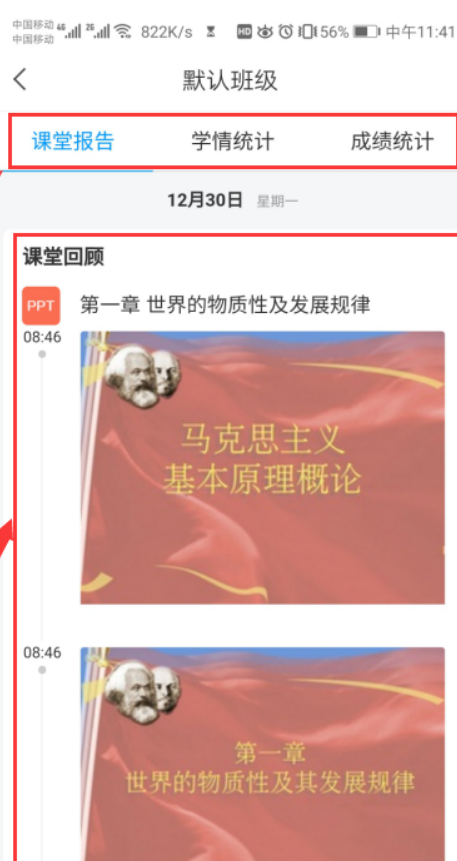 中国移动 4G 2G 822K/s HD 56% 中午11:41
中国移动
默认班级
课堂报告 学情统计 成绩统计
12月30日 星期一
课堂回顾
PPT 第一章 世界的物质性及发展规律
08:46
马克思主义
基本原理概论
08:46
第一章
世界的物质性及其发展规律